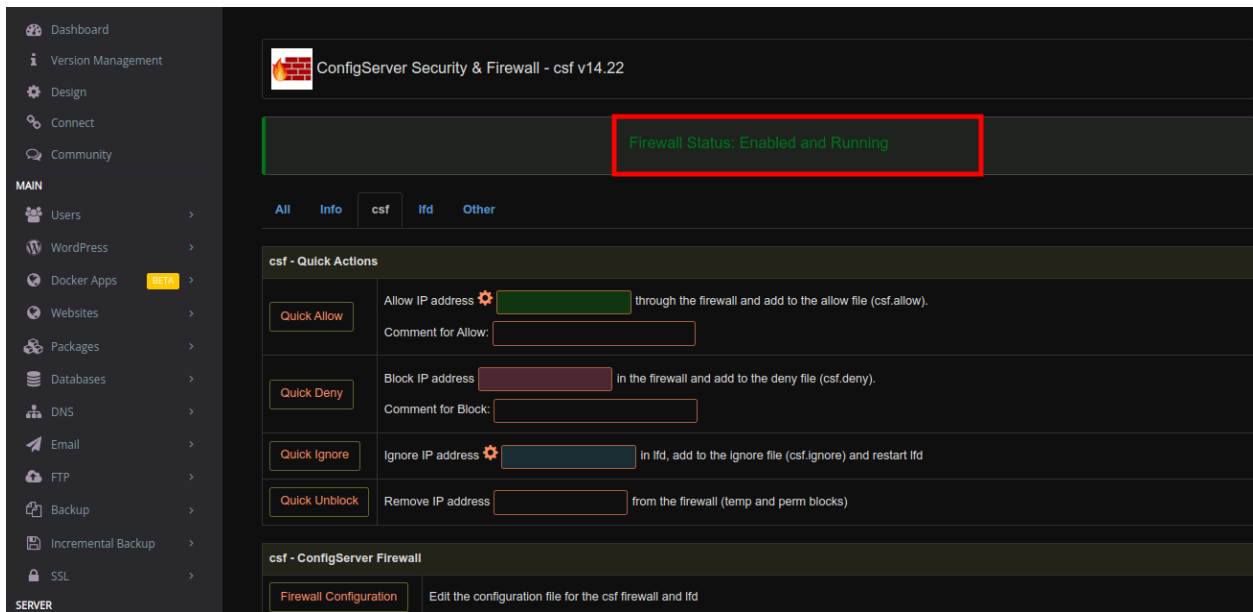 Dashboard
Version Management
Design
Connect
Community
MAIN
Users
WordPress
Docker Apps BETA
Websites
Packages
Databases
DNS
Email
FTP
Backup
Incremental Backup
SSL
SERVER
ConfigServer Security & Firewall - csf v14.22
Firewall Status: Enabled and Running
All Info csf lfd Other
csf - Quick Actions
Quick Allow
Allow IP address through the firewall and add to the allow file (csf.allow).
Comment for Allow:
Quick Deny
Block IP address in the firewall and add to the deny file (csf.deny).
Comment for Block:
Quick Ignore
Ignore IP address in lfd, add to the ignore file (csf.ignore) and restart lfd
Quick Unblock
Remove IP address from the firewall (temp and perm blocks)
csf - ConfigServer Firewall
Firewall Configuration
Edit the configuration file for the csf firewall and lfd